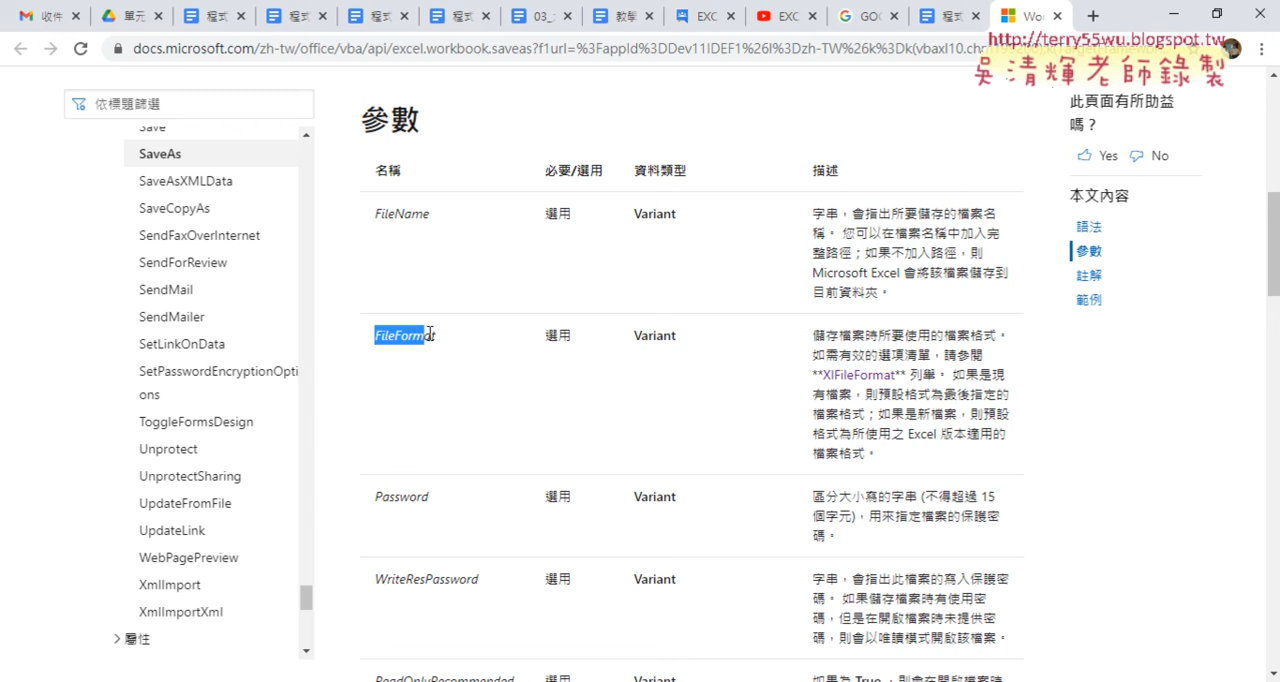 收件
單元
程式
程式
程式
程式
03_
教學
EXC
EXC
GOO
程式
Wo
docs.microsoft.com/zh-tw/office/vba/api/excel.workbook.saveas?f1url=%3FappId%3DDev11IDEF1%26l%3Dzh-TW%26k%3Dk(vbaxl10.ch
http://terry55wu.blogspot.tw
吳清輝老師錄製
依標題篩選
Save
SaveAs
SaveAsXMLData
SaveCopyAs
SendFaxOverInternet
SendForReview
SendMail
SendMailer
SetLinkOnData
SetPasswordEncryptionOpti
ons
ToggleFormsDesign
Unprotect
UnprotectSharing
UpdateFromFile
UpdateLink
WebPagePreview
XmlImport
XmlImportXml
屬性
參數
名稱 必要/選用 資料類型 描述
FileName 選用 Variant 字串，會指出所要儲存的檔案名
稱。 您可以在檔案名稱中加入完
整路徑；如果不加入路徑，則
Microsoft Excel 會將該檔案儲存到
目前資料夾。
FileFormat 選用 Variant 儲存檔案時所要使用的檔案格式。
如需有效的選項清單，請參閱
**XlFileFormat** 列舉。 如果是現
有檔案，則預設格式為最後指定的
檔案格式；如果是新檔案，則預設
格式為所使用之 Excel 版本適用的
檔案格式。
Password 選用 Variant 區分大小寫的字串 (不得超過 15
個字元)，用來指定檔案的保護密
碼。
WriteResPassword 選用 Variant 字串，會指出此檔案的寫入保護密
碼。 如果儲存檔案時有使用密
碼，但是在開啟檔案時未提供密
碼，則會以唯讀模式開啟該檔案。
ReadOnlyRecommended 選用 Variant 如果為 True ，則會在開啟檔案時
此頁面有所助益
嗎？
Yes No
本文內容
語法
參數
註解
範例